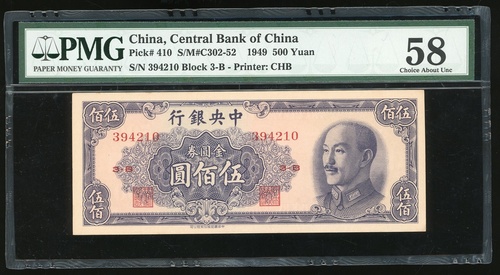 PMG
PAPER MONEY GUARANTY
China, Central Bank of China
Pick# 410 S/M#C302-52 1949 500 Yuan
S/N 394210 Block 3-B - Printer: CHB
58
Choice About Unc
伍佰
伍佰
行銀央中
394210
394210
券圓金
3-B
3-B
圓佰伍
伍佰
伍佰